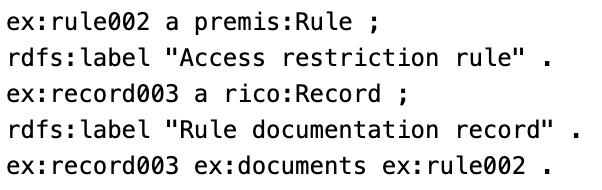 ex:rule002 a premis:Rule ;
rdfs:label "Access restriction rule" .
ex:record003 a rico:Record ;
rdfs:label "Rule documentation record" .
ex:record003 ex:documents ex:rule002 .